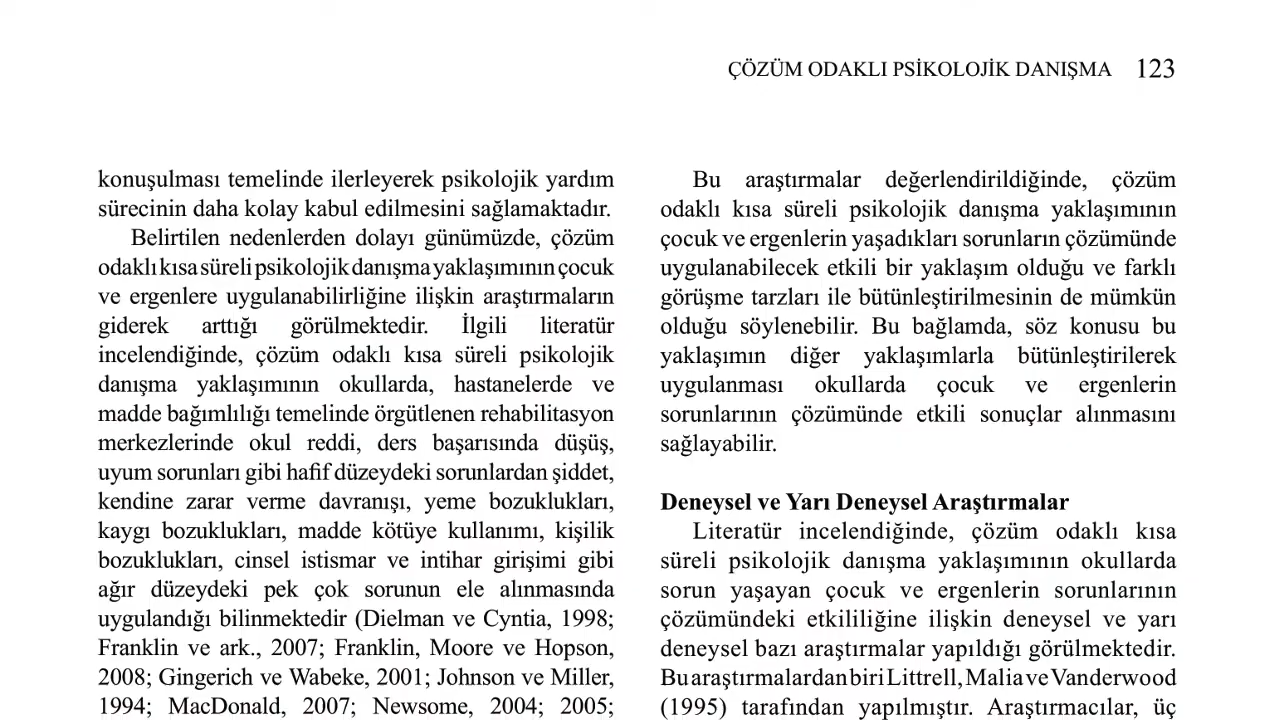 ÇÖZÜM ODAKLI PSİKOLOJİK DANIŞMA 123
konuşulması temelinde ilerleyerek psikolojik yardım
sürecinin daha kolay kabul edilmesini sağlamaktadır.
Belirtilen nedenlerden dolayı günümüzde, çözüm
odaklı kısa süreli psikolojik danışma yaklaşımının çocuk
ve ergenlere uygulanabilirliğine ilişkin araştırmaların
giderek arttığı görülmektedir. İlgili literatür
incelendiğinde, çözüm odaklı kısa süreli psikolojik
danışma yaklaşımının okullarda, hastanelerde ve
madde bağımlılığı temelinde örgütlenen rehabilitasyon
merkezlerinde okul reddi, ders başarısında düşüş,
uyum sorunları gibi hafif düzeydeki sorunlardan şiddet,
kendine zarar verme davranışı, yeme bozuklukları,
kaygı bozuklukları, madde kötüye kullanımı, kişilik
bozuklukları, cinsel istismar ve intihar girişimi gibi
ağır düzeydeki pek çok sorunun ele alınmasında
uygulandığı bilinmektedir (Dielman ve Cyntia, 1998;
Franklin ve ark., 2007; Franklin, Moore ve Hopson,
2008; Gingerich ve Wabeke, 2001; Johnson ve Miller,
1994; MacDonald, 2007; Newsome, 2004; 2005;
Bu araştırmalar değerlendirildiğinde, çözüm
odaklı kısa süreli psikolojik danışma yaklaşımının
çocuk ve ergenlerin yaşadıkları sorunların çözümünde
uygulanabilecek etkili bir yaklaşım olduğu ve farklı
görüşme tarzları ile bütünleştirilmesinin de mümkün
olduğu söylenebilir. Bu bağlamda, söz konusu bu
yaklaşımın diğer yaklaşımlarla bütünleştirilerek
uygulanması okullarda çocuk ve ergenlerin
sorunlarının çözümünde etkili sonuçlar alınmasını
sağlayabilir.
Deneysel ve Yarı Deneysel Araştırmalar
Literatür incelendiğinde, çözüm odaklı kısa
süreli psikolojik danışma yaklaşımının okullarda
sorun yaşayan çocuk ve ergenlerin sorunlarının
çözümündeki etkililiğine ilişkin deneysel ve yarı
deneysel bazı araştırmalar yapıldığı görülmektedir.
Bu araştırmalardan biri Littrell, Malia ve Vanderwood
(1995) tarafından yapılmıştır. Araştırmacılar, üç